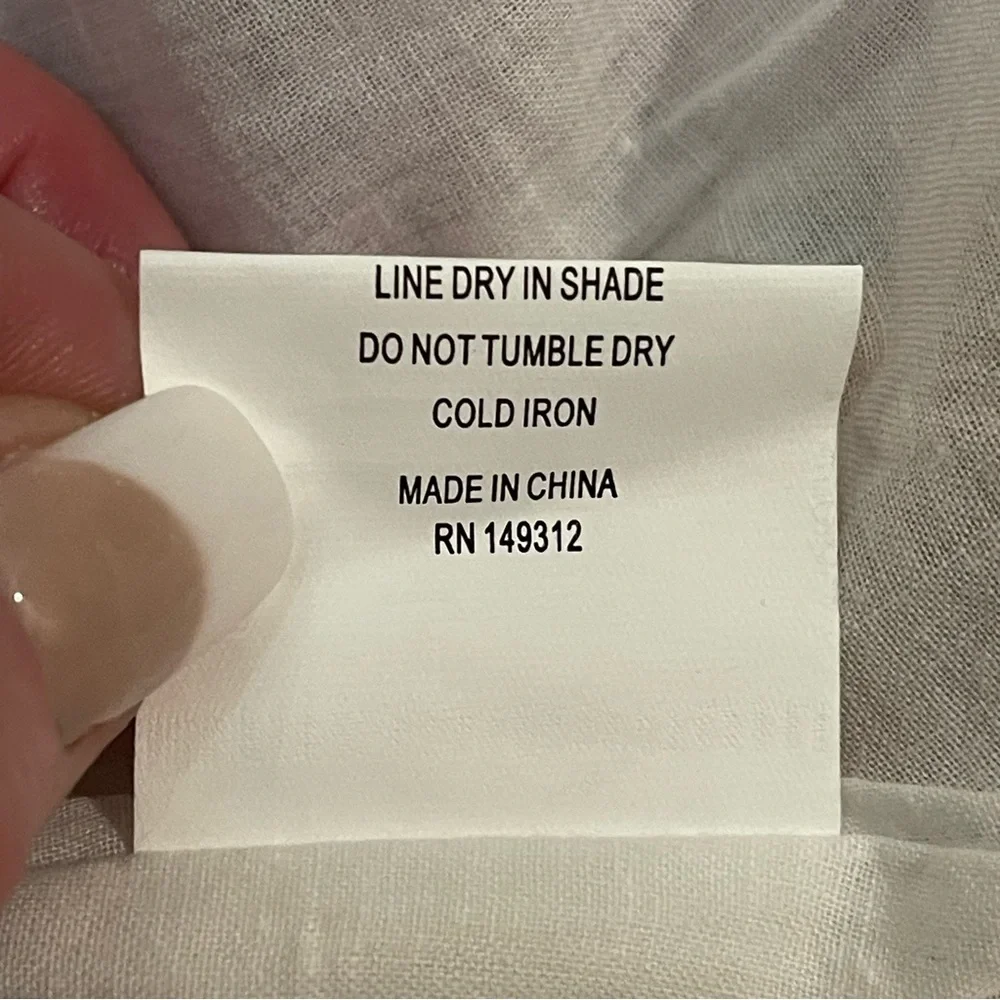 LINE DRY IN SHADE
DO NOT TUMBLE DRY
COLD IRON
MADE IN CHINA
RN 149312